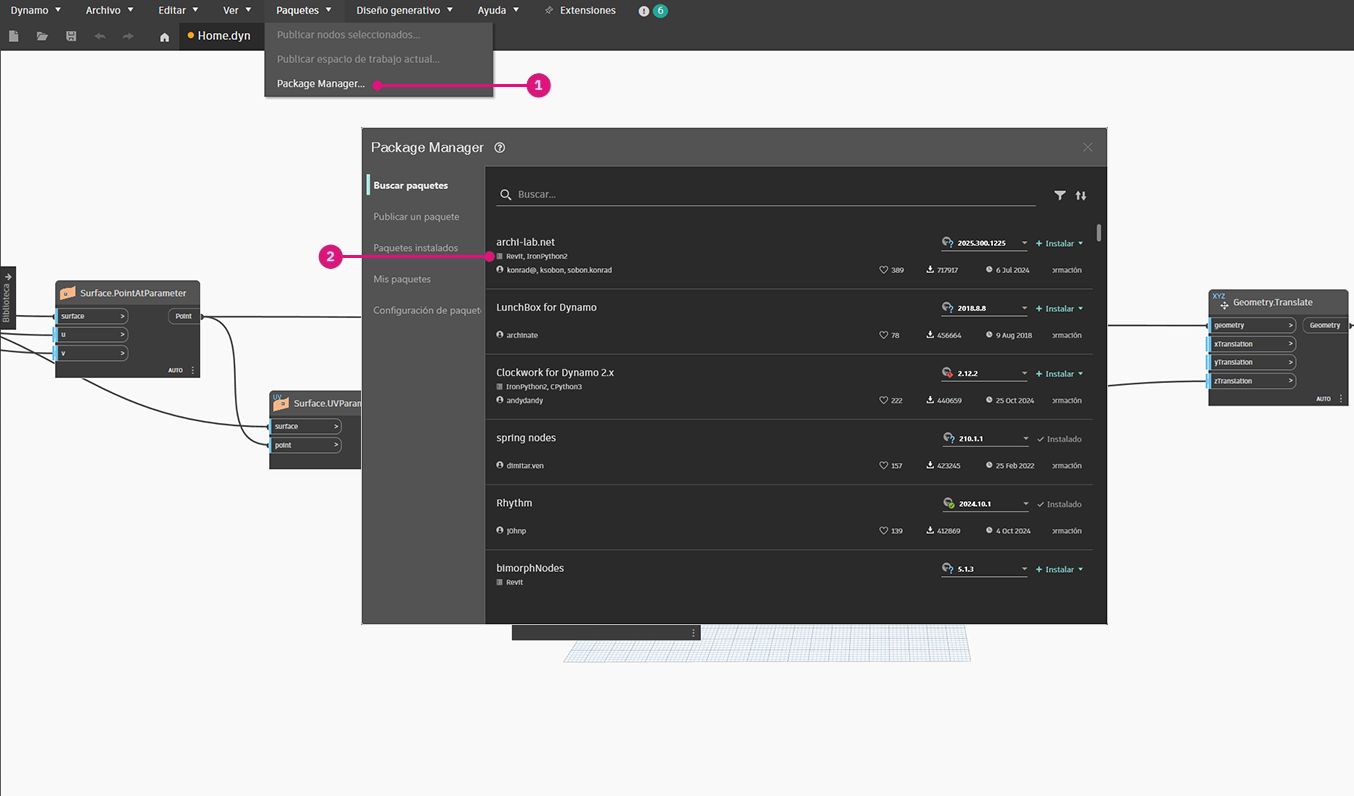 Dynamo Archivo Editar Ver Paquetes Diseño generativo Ayuda Extensiones 6
Home.dyn
Publicar nodos seleccionados...
Publicar espacio de trabajo actual...
Package Manager...
1
Package Manager
Buscar paquetes
Publicar un paquete
Paquetes instalados
Mis paquetes
Configuración de paquet
2
Buscar...
archi-lab.net 2025.300.1225 + Instalar
Revit, IronPython2
konrad@, ksobon, sobon.konrad 389 717917 6 Jul 2024 ormación
LunchBox for Dynamo 2018.8.8 + Instalar
archinate 78 456664 9 Aug 2018 ormación
Clockwork for Dynamo 2.x 2.12.2 + Instalar
IronPython2, CPython3
andydandy 222 440659 25 Oct 2024 ormación
spring nodes 210.1.1 Instalado
dimitar.ven 157 423245 25 Feb 2022 ormación
Rhythm 2024.10.1 Instalado
j0hnp 139 412869 4 Oct 2024 ormación
bimorphNodes 5.1.3 + Instalar
Revit
Biblioteca
Surface.PointAtParameter
surface > Point
u >
v >
AUTO
UV
Surface.UVParam
surface >
point >
XYZ
Geometry.Translate
geometry > Geometry
xTranslation >
yTranslation >
zTranslation >
AUTO